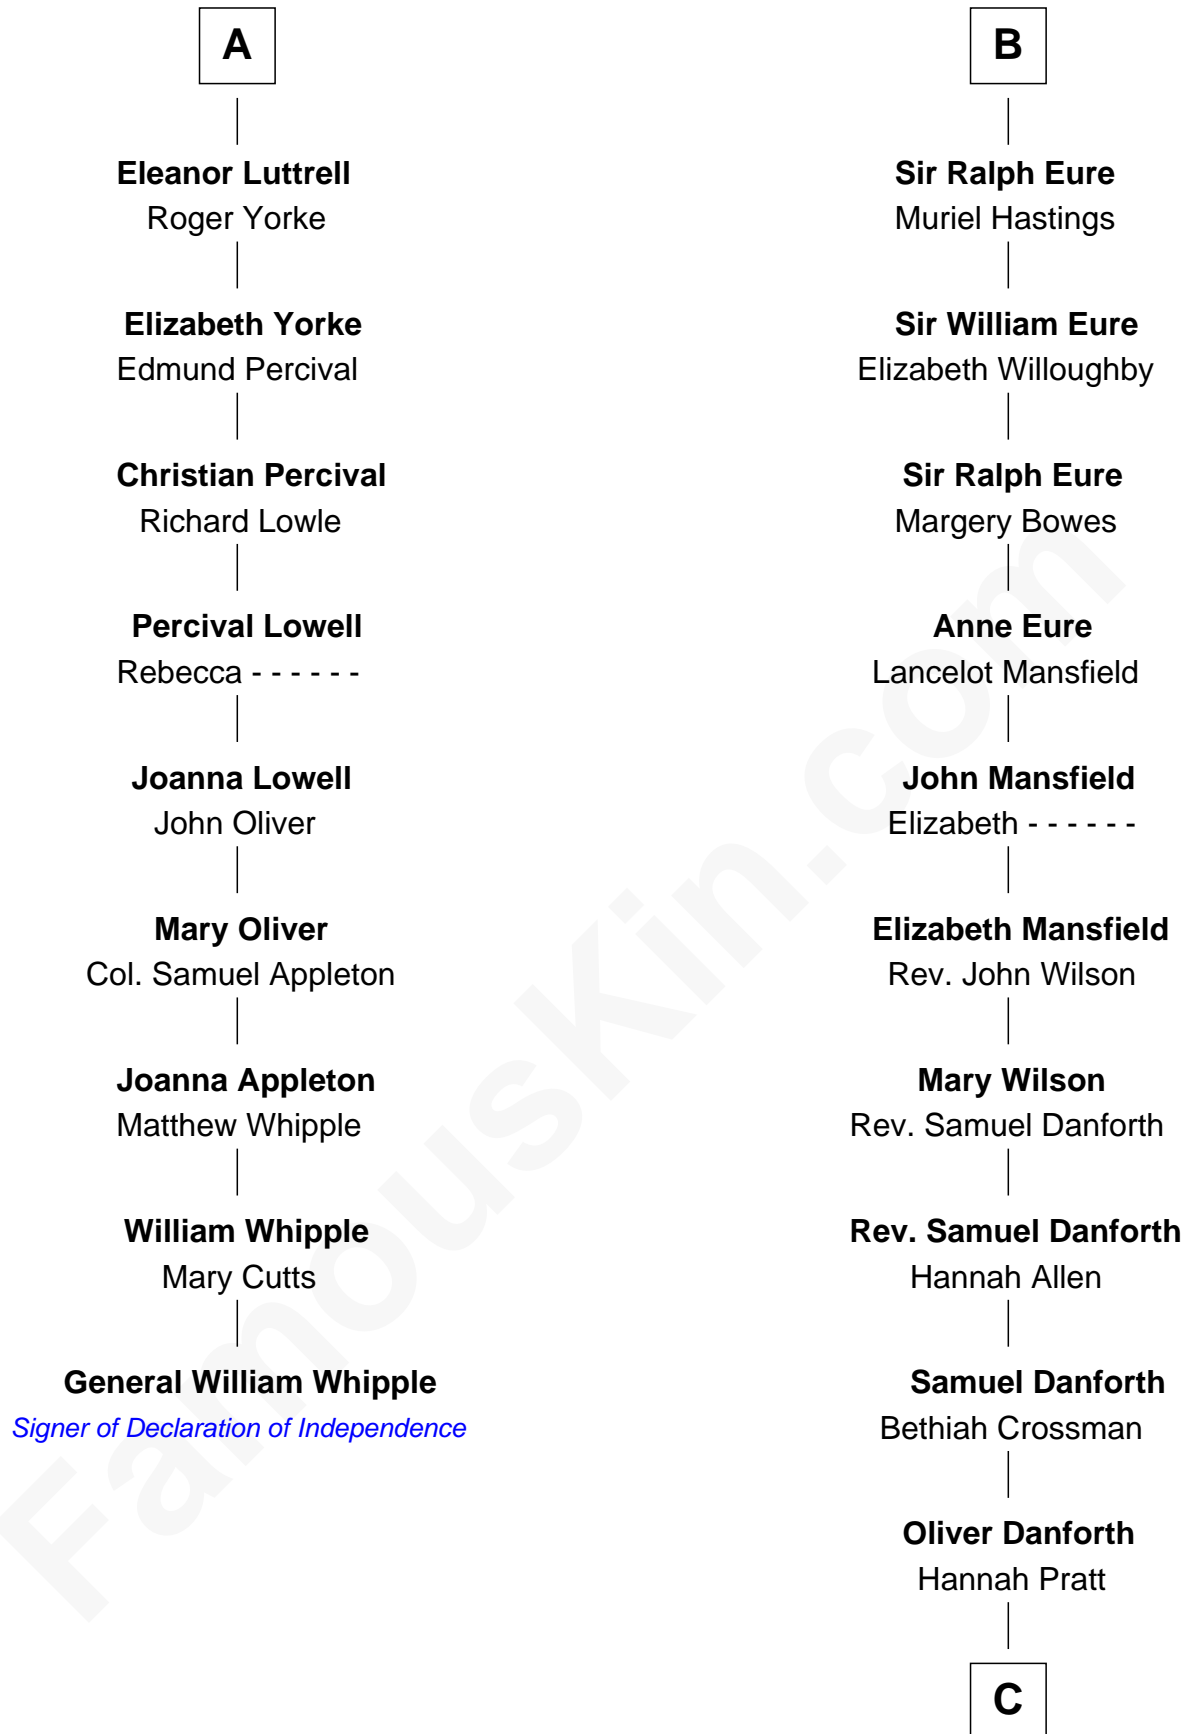 A
Eleanor Luttrell
Roger Yorke
Elizabeth Yorke
Edmund Percival
Christian Percival
Richard Lowle
Percival Lowell
Rebecca - - - - - -
Joanna Lowell
John Oliver
Mary Oliver
Col. Samuel Appleton
Joanna Appleton
Matthew Whipple
William Whipple
Mary Cutts
General William Whipple
Signer of Declaration of Independence
B
Sir Ralph Eure
Muriel Hastings
Sir William Eure
Elizabeth Willoughby
Sir Ralph Eure
Margery Bowes
Anne Eure
Lancelot Mansfield
John Mansfield
Elizabeth - - - - - -
Elizabeth Mansfield
Rev. John Wilson
Mary Wilson
Rev. Samuel Danforth
Rev. Samuel Danforth
Hannah Allen
Samuel Danforth
Bethiah Crossman
Oliver Danforth
Hannah Pratt
C
FamousKin.com